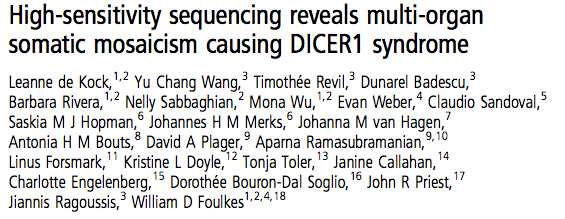 High-sensitivity sequencing reveals multi-organ
somatic mosaicism causing DICER1 syndrome
Leanne de Kock,1,2 Yu Chang Wang,3 Timothée Revil,3 Dunarel Badescu,3
Barbara Rivera,1,2 Nelly Sabbaghian,2 Mona Wu,1,2 Evan Weber,4 Claudio Sandoval,5
Saskia M J Hopman,6 Johannes H M Merks,6 Johanna M van Hagen,7
Antonia H M Bouts,8 David A Plager,9 Aparna Ramasubramanian,9,10
Linus Forsmark,11 Kristine L Doyle,12 Tonja Toler,13 Janine Callahan,14
Charlotte Engelenberg,15 Dorothée Bouron-Dal Soglio,16 John R Priest,17
Jiannis Ragoussis,3 William D Foulkes1,2,4,18